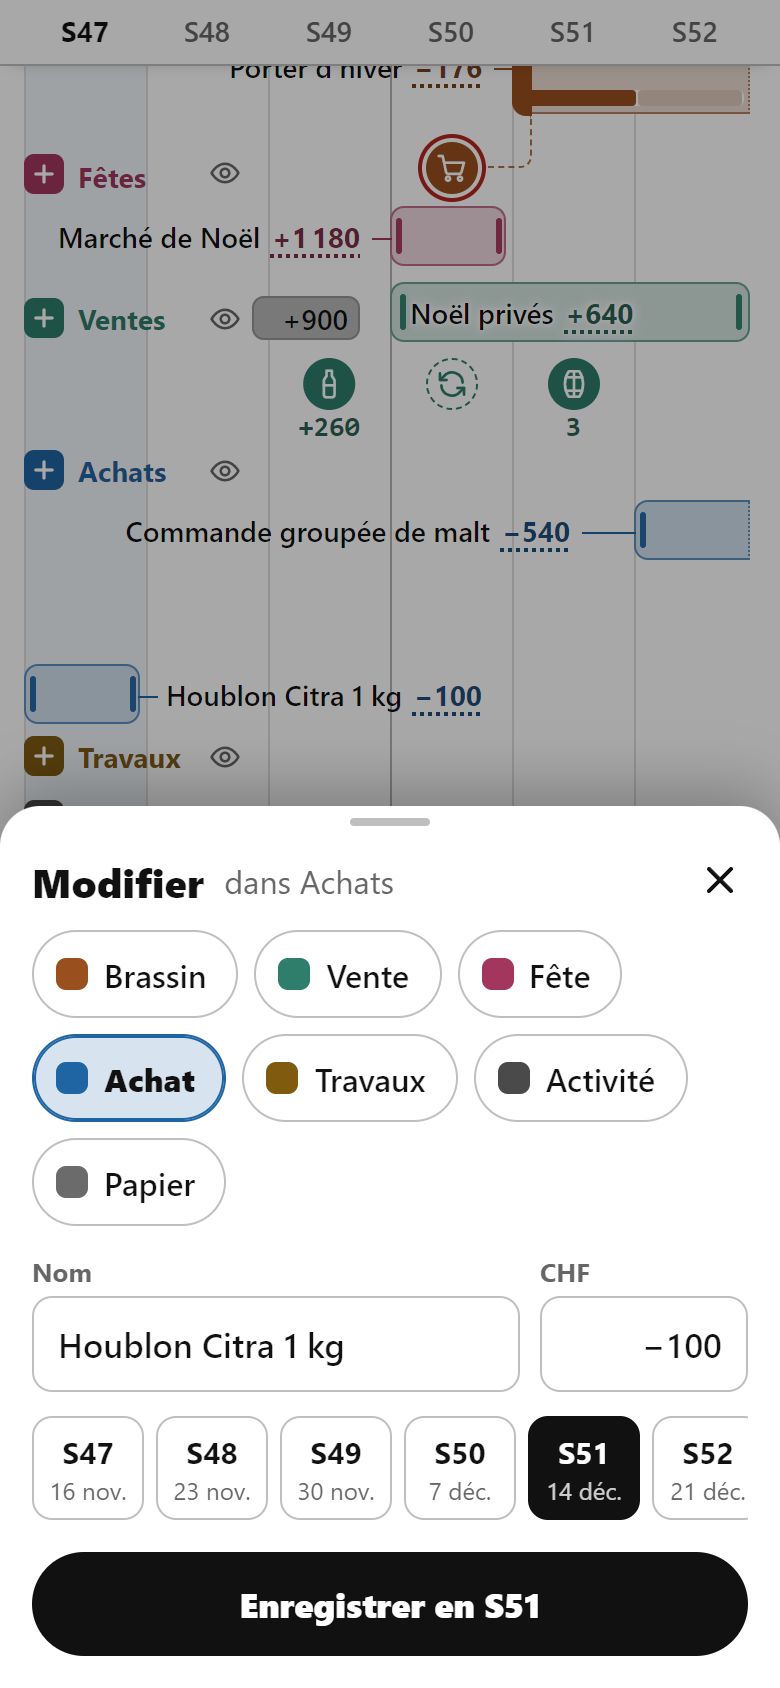 S47 S48 S49 S50 S51 S52
Porter d'hiver −176
Fêtes
Marché de Noël +1 180
Ventes +900 Noël privés +640
+260 3
Achats
Commande groupée de malt −540
Houblon Citra 1 kg −100
Travaux
Modifier dans Achats
Brassin Vente Fête
Achat Travaux Activité
Papier
Nom CHF
Houblon Citra 1 kg −100
S47 S48 S49 S50 S51 S52
16 nov. 23 nov. 30 nov. 7 déc. 14 déc. 21 déc.
Enregistrer en S51